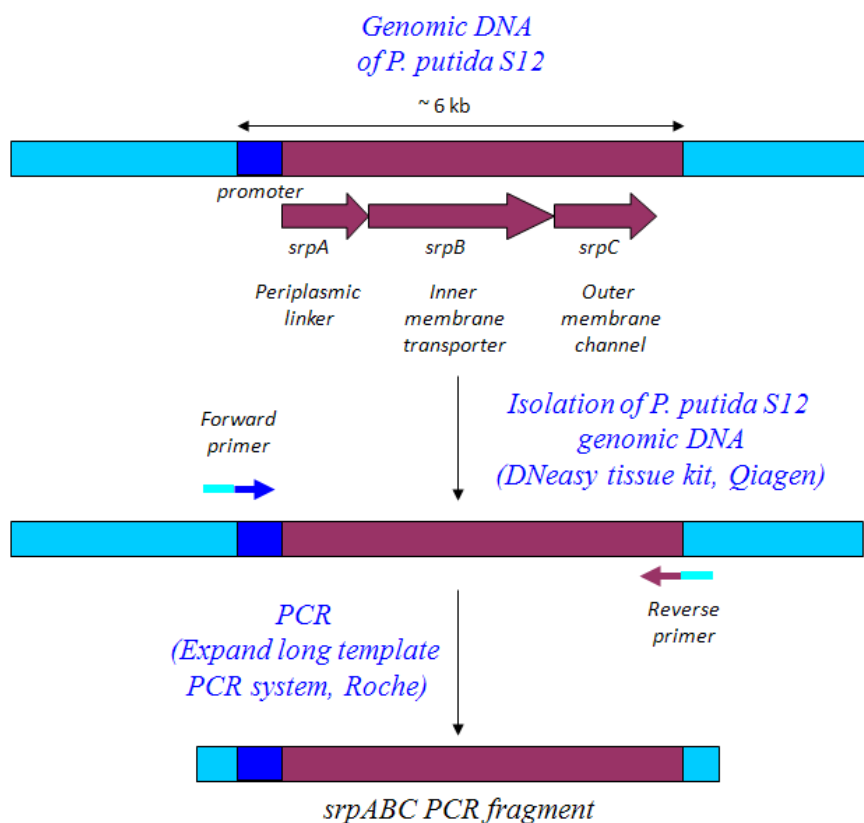 Genomic DNA
of P. putida S12
~ 6 kb
promoter
srpA
srpB
srpC
Periplasmic
linker
Inner
membrane
transporter
Outer
membrane
channel
Isolation of P. putida S12
genomic DNA
(DNeasy tissue kit, Qiagen)
Forward
primer
Reverse
primer
PCR
(Expand long template
PCR system, Roche)
srpABC PCR fragment